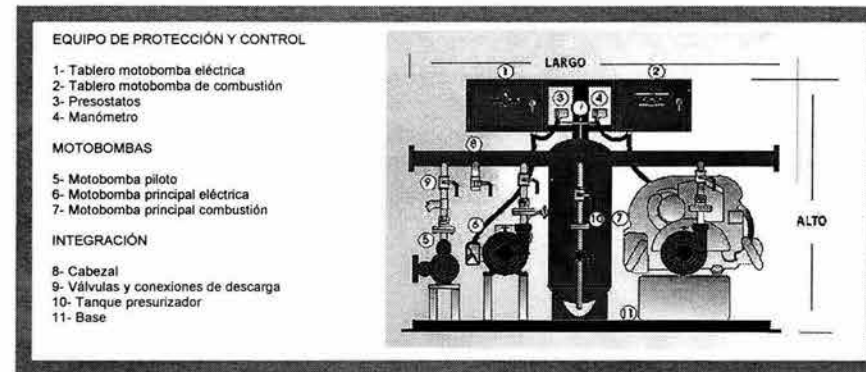 EQUIPO DE PROTECCIÓN Y CONTROL
1- Tablero motobomba eléctrica
2- Tablero motobomba de combustión
3- Presostatos
4- Manómetro
MOTOBOMBAS
5- Motobomba piloto
6- Motobomba principal eléctrica
7- Motobomba principal combustión
INTEGRACIÓN
8- Cabezal
9- Válvulas y conexiones de descarga
10- Tanque presurizador
11- Base
LARGO
1
2
3
4
8
9
10
7
6
5
11
ALTO